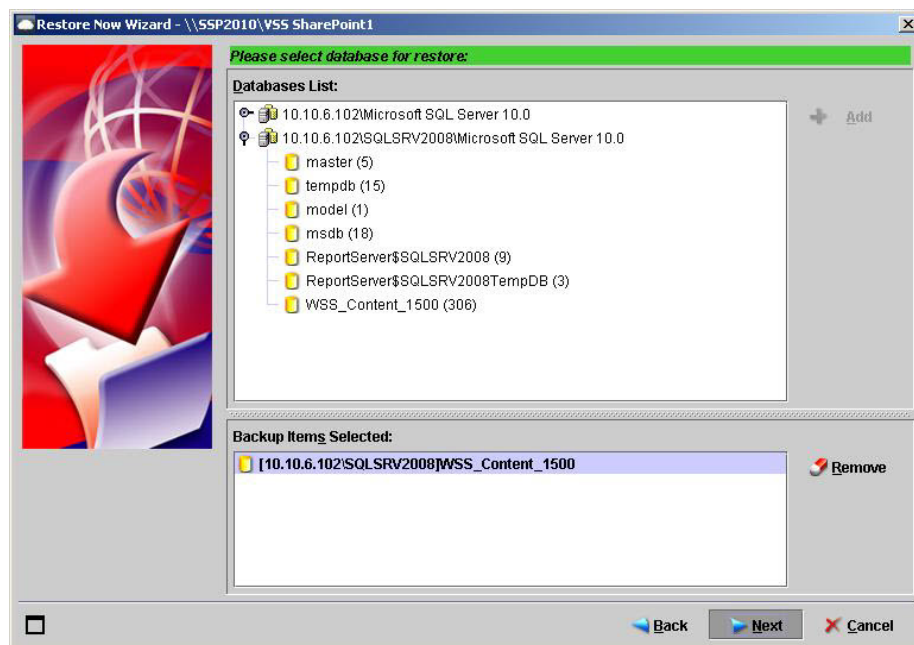 Restore Now Wizard - \\SSP2010\VSS SharePoint1
Please select database for restore:
Databases List:
10.10.6.102\Microsoft SQL Server 10.0
10.10.6.102\SQLSRV2008\Microsoft SQL Server 10.0
master (5)
tempdb (15)
model (1)
msdb (18)
ReportServer$SQLSRV2008 (9)
ReportServer$SQLSRV2008TempDB (3)
WSS_Content_1500 (306)
Add
Backup Items Selected:
[10.10.6.102\SQLSRV2008]WSS_Content_1500
Remove
Back Next Cancel